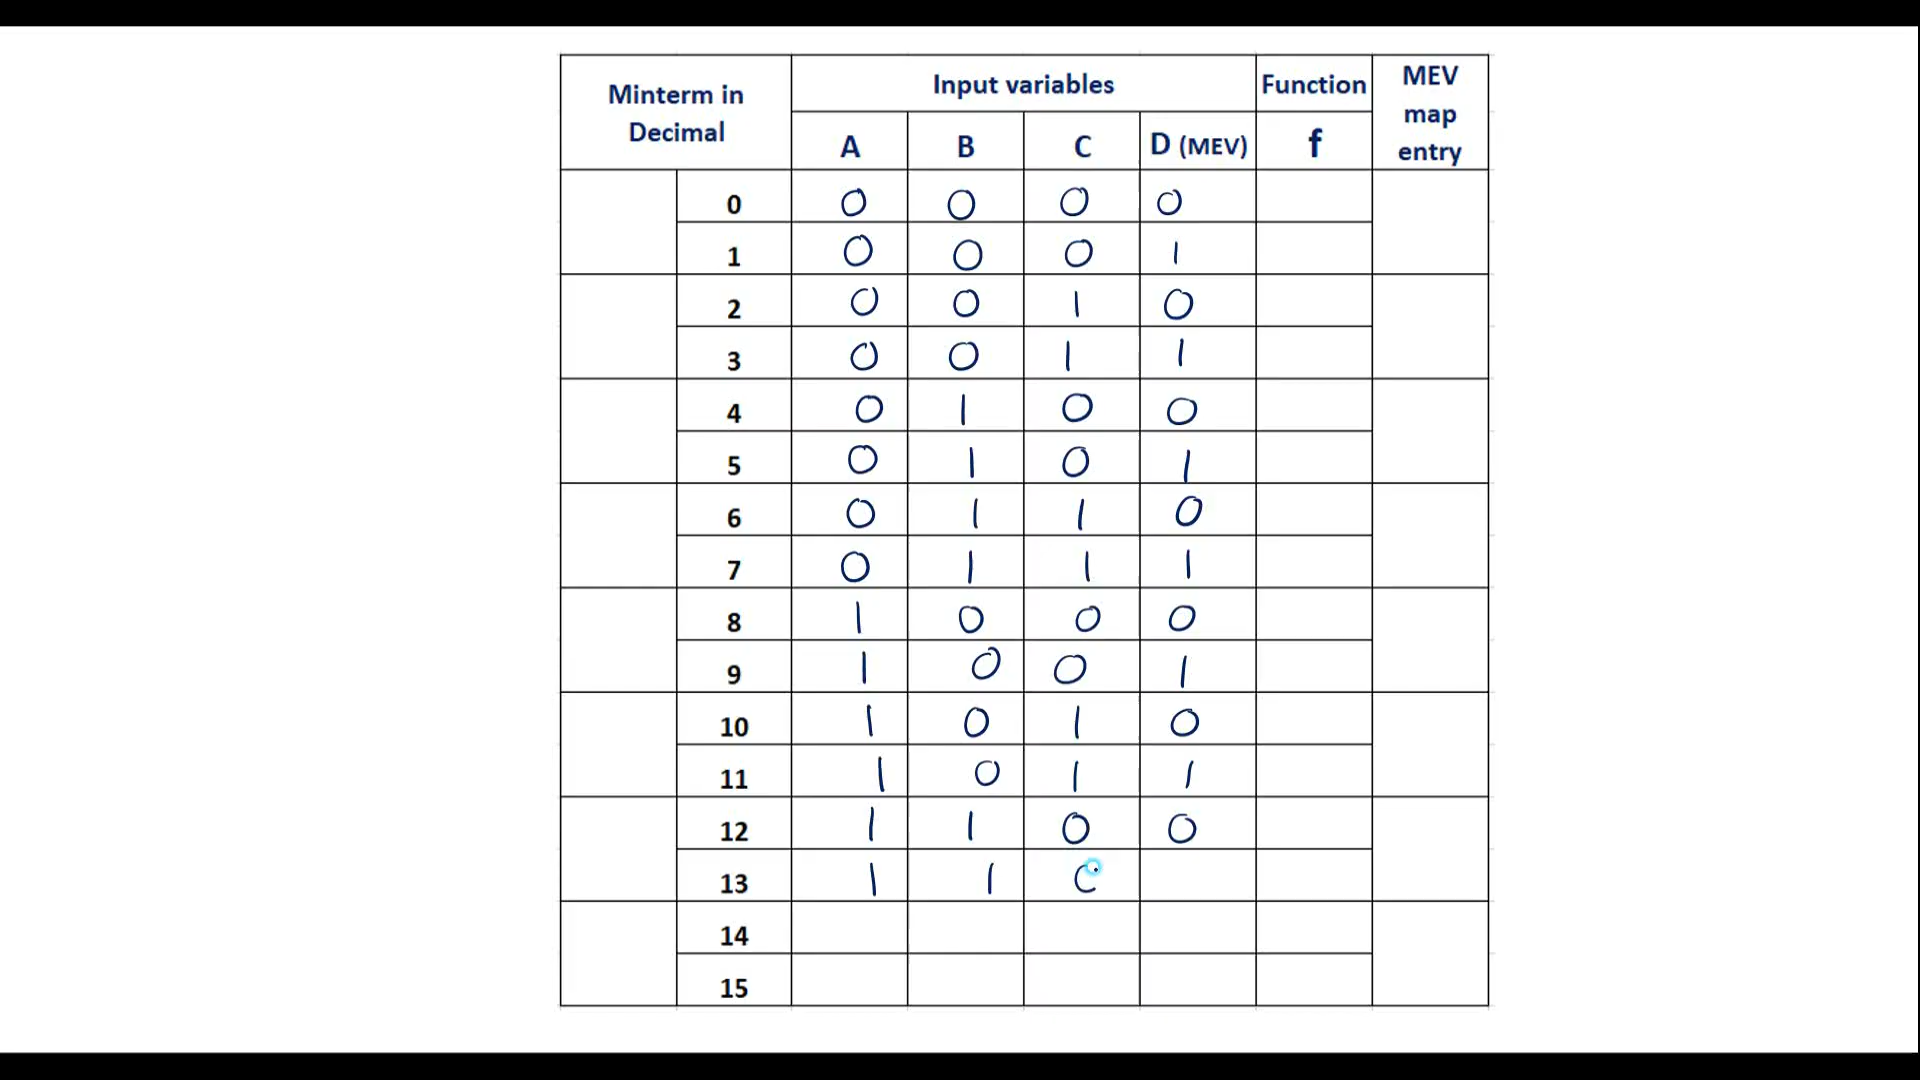 Minterm in Decimal Input variables Function MEV map entry
A B C D (MEV) f
0 0 0 0 0
1 0 0 0 1
2 0 0 1 0
3 0 0 1 1
4 0 1 0 0
5 0 1 0 1
6 0 1 1 0
7 0 1 1 1
8 1 0 0 0
9 1 0 0 1
10 1 0 1 0
11 1 0 1 1
12 1 1 0 0
13 1 1
14
15